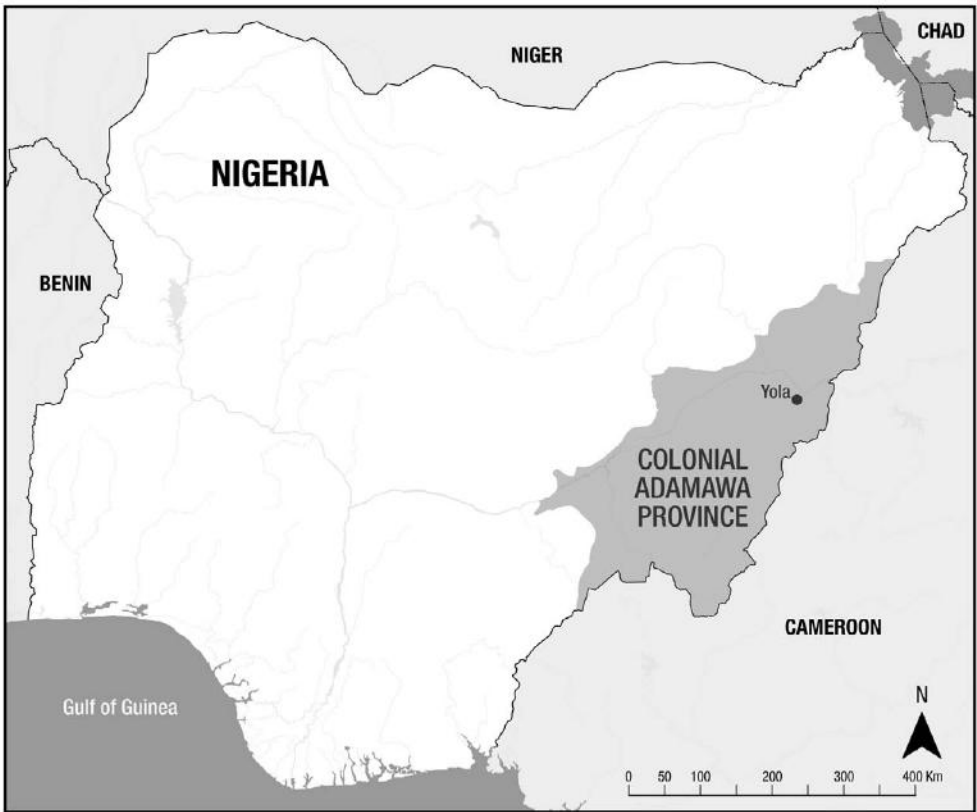 CHAD
NIGER
NIGERIA
BENIN
Yola
COLONIAL
ADAMAWA
PROVINCE
CAMEROON
Gulf of Guinea
N
0 50 100 200 300 400 Km